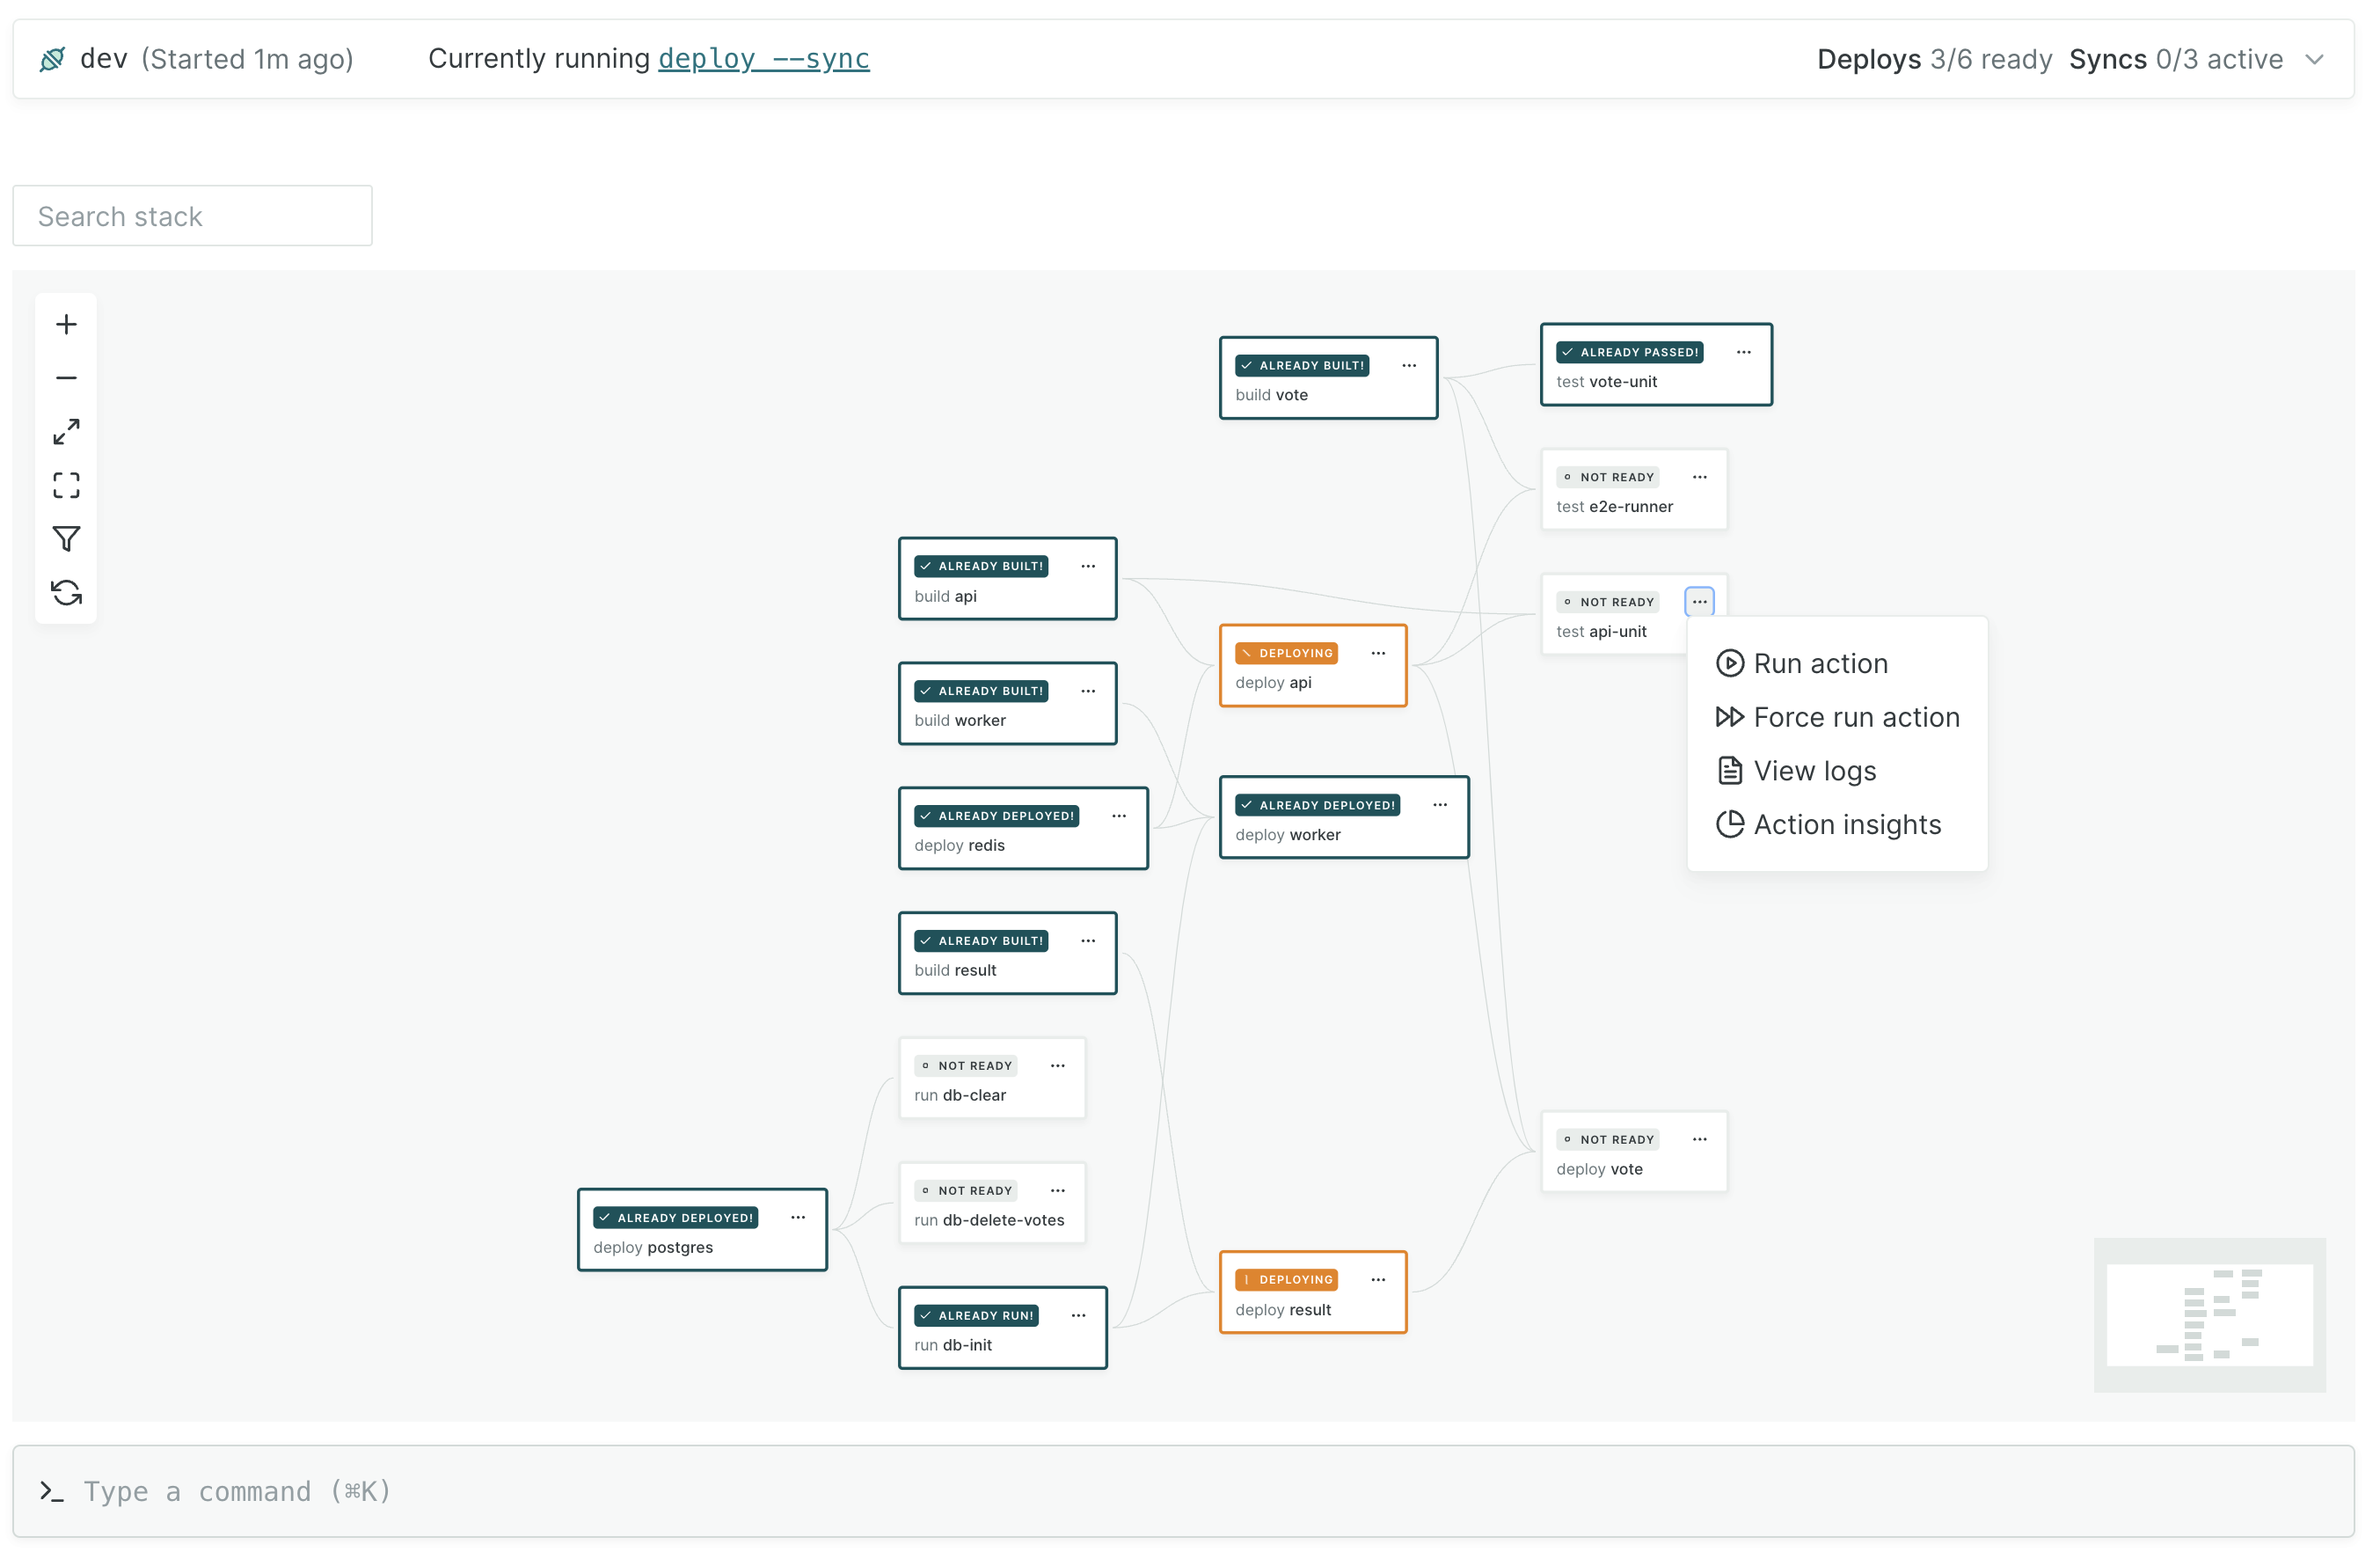 dev (Started 1m ago) Currently running deploy --sync Deploys 3/6 ready Syncs 0/3 active
Search stack
ALREADY BUILT!
build vote
ALREADY PASSED!
test vote-unit
NOT READY
test e2e-runner
ALREADY BUILT!
build api
NOT READY
test api-unit
DEPLOYING
deploy api
Run action
Force run action
View logs
Action insights
ALREADY BUILT!
build worker
ALREADY DEPLOYED!
deploy redis
ALREADY DEPLOYED!
deploy worker
ALREADY BUILT!
build result
NOT READY
run db-clear
NOT READY
deploy vote
NOT READY
run db-delete-votes
ALREADY DEPLOYED!
deploy postgres
DEPLOYING
deploy result
ALREADY RUN!
run db-init
Type a command (⌘K)